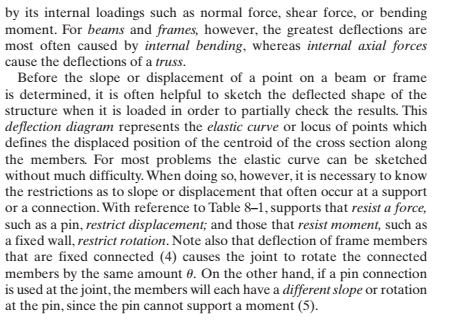 by its internal loadings such as normal force, shear force, or bending
moment. For beams and frames, however, the greatest deflections are
most often caused by internal bending, whereas internal axial forces
cause the deflections of a truss.
Before the slope or displacement of a point on a beam or frame
is determined, it is often helpful to sketch the deflected shape of the
structure when it is loaded in order to partially check the results. This
deflection diagram represents the elastic curve or locus of points which
defines the displaced position of the centroid of the cross section along
the members. For most problems the elastic curve can be sketched
without much difficulty. When doing so, however, it is necessary to know
the restrictions as to slope or displacement that often occur at a support
or a connection. With reference to Table 8–1, supports that resist a force,
such as a pin, restrict displacement; and those that resist moment, such as
a fixed wall, restrict rotation. Note also that deflection of frame members
that are fixed connected (4) causes the joint to rotate the connected
members by the same amount θ. On the other hand, if a pin connection
is used at the joint, the members will each have a different slope or rotation
at the pin, since the pin cannot support a moment (5).